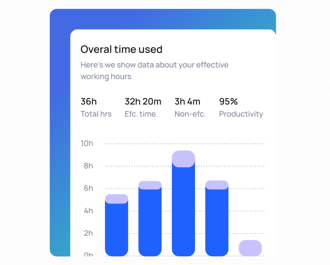 Overal time used
Here's we show data about your effective
working hours
36h 32h 20m 3h 4m 95%
Total hrs Efc. time Non-efc. Productivity
10h
8h
6h
4h
2h
0h